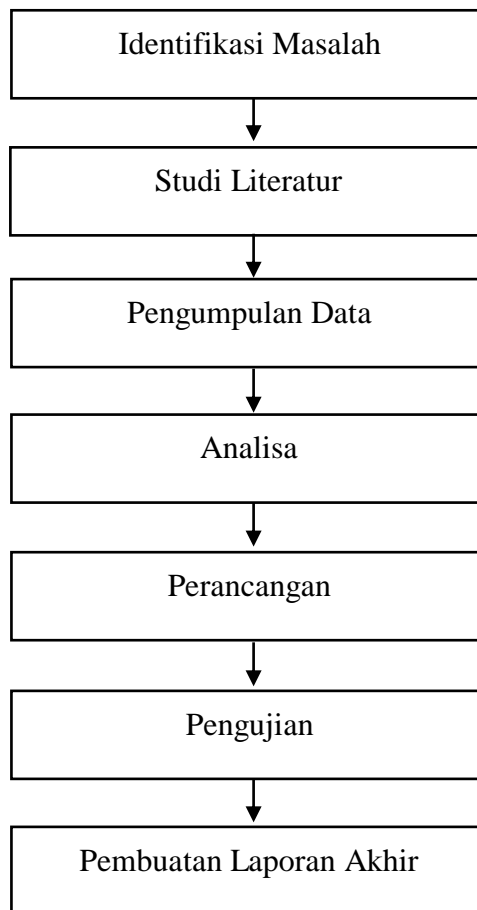 Identifikasi Masalah
Studi Literatur
Pengumpulan Data
Analisa
Perancangan
Pengujian
Pembuatan Laporan Akhir